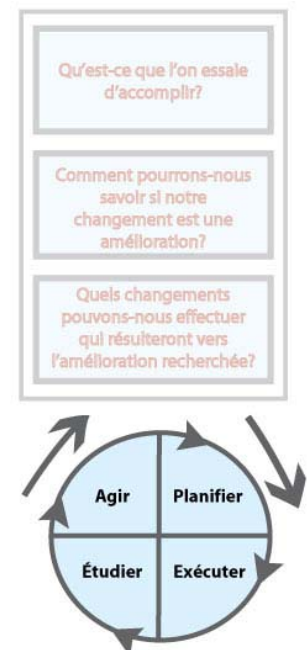 Qu'est-ce que l'on essaie
d'accomplir?
Comment pourrons-nous
savoir si notre
changement est une
amélioration?
Quels changements
pouvons-nous effectuer
qui résulteront vers
l'amélioration recherchée?
Agir
Planifier
Étudier
Exécuter